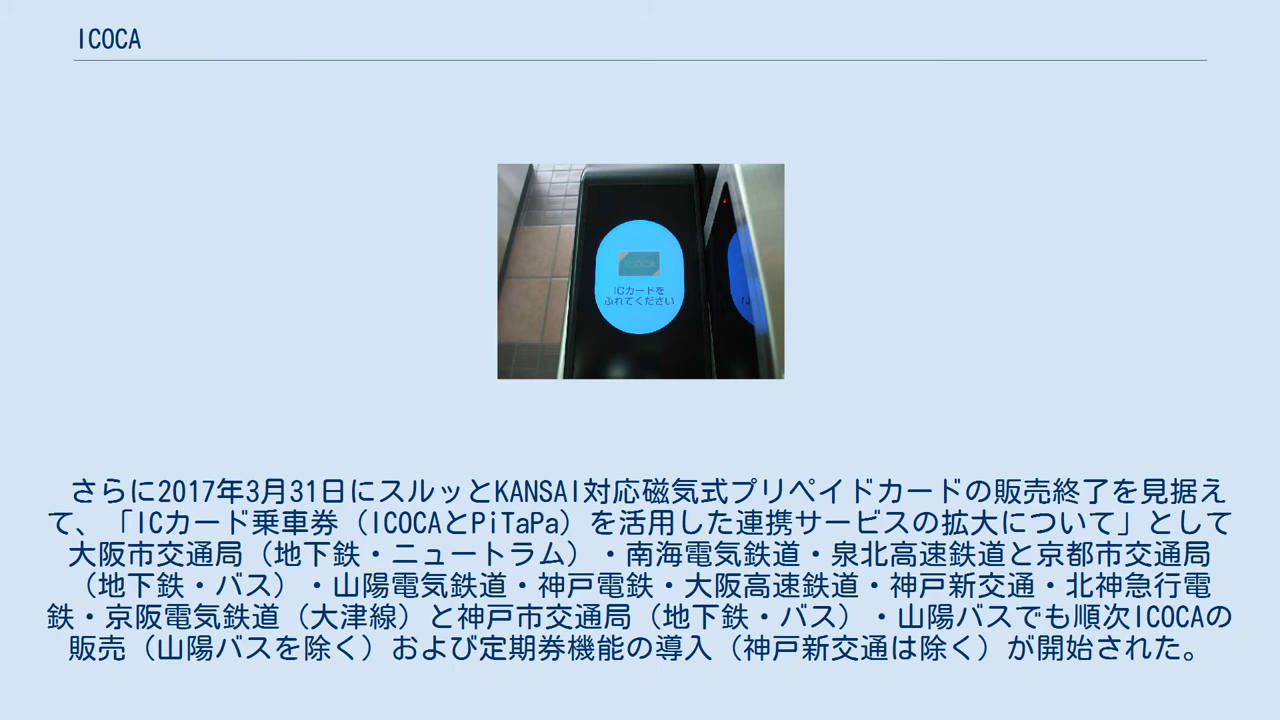 ICOCA
ICOCA
ICカードを
ふれてください
さらに2017年3月31日にスルッとKANSAI対応磁気式プリペイドカードの販売終了を見据え
て、「ICカード乗車券（ICOCAとPiTaPa）を活用した連携サービスの拡大について」として
大阪市交通局（地下鉄・ニュートラム）・南海電気鉄道・泉北高速鉄道と京都市交通局
（地下鉄・バス）・山陽電気鉄道・神戸電鉄・大阪高速鉄道・神戸新交通・北神急行電
鉄・京阪電気鉄道（大津線）と神戸市交通局（地下鉄・バス）・山陽バスでも順次ICOCAの
販売（山陽バスを除く）および定期券機能の導入（神戸新交通は除く）が開始された。